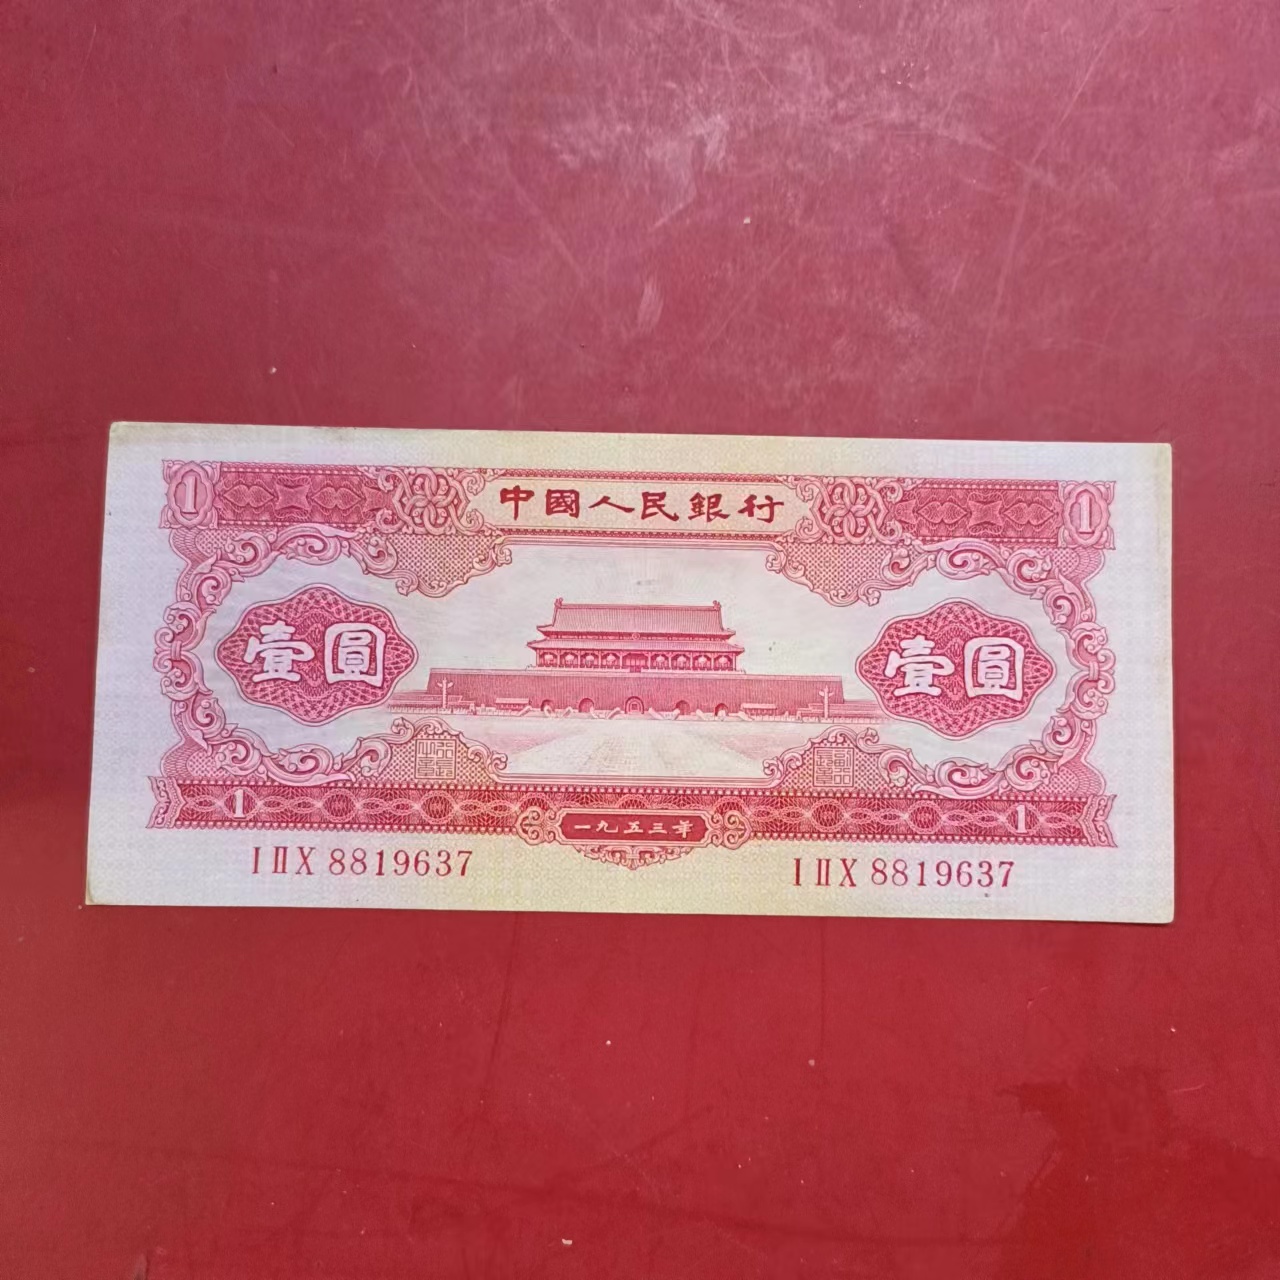 1 中國人民銀行 1
壹圓 壹圓
1 一九五三年 1
I II X 8819637 I II X 8819637